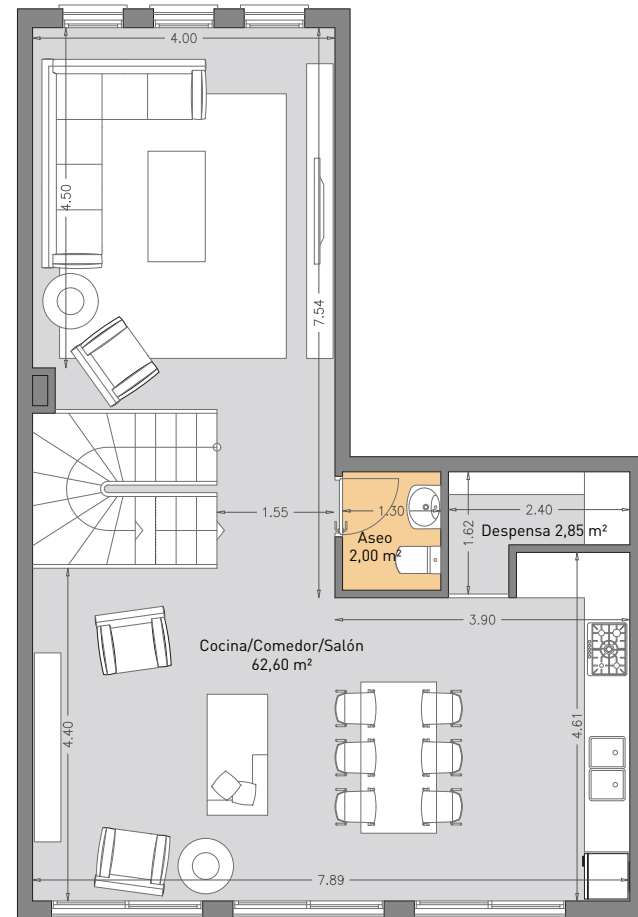 4.00
4.50
7.54
1.55
1.30
Aseo
2,00 m²
1.62
2.40
Despensa 2,85 m²
3.90
Cocina/Comedor/Salón
62,60 m²
4.40
4.61
7.89